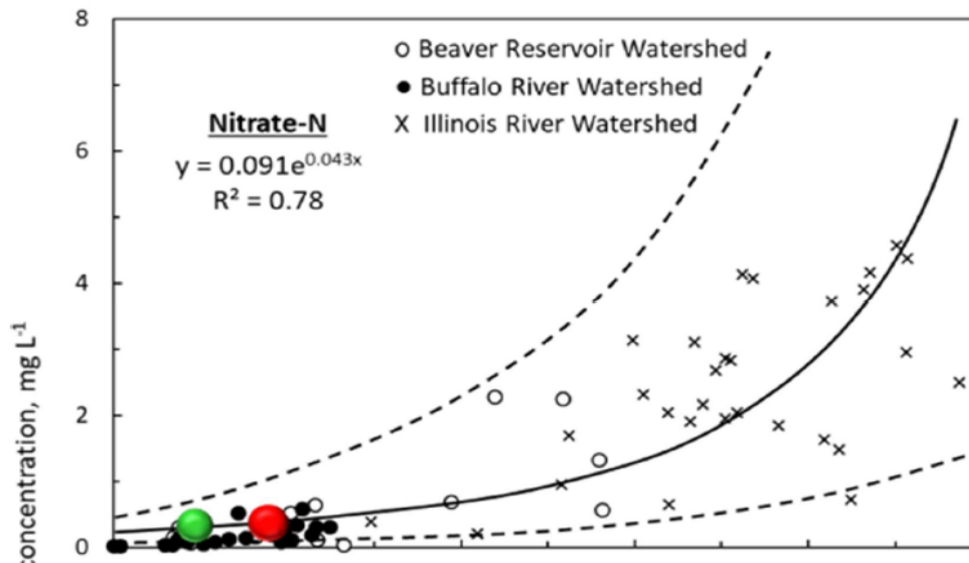 8
○ Beaver Reservoir Watershed
● Buffalo River Watershed
Nitrate-N
x Illinois River Watershed
y = 0.091e^0.043x
R² = 0.78
6
4
2
0
concentration, mg L⁻¹